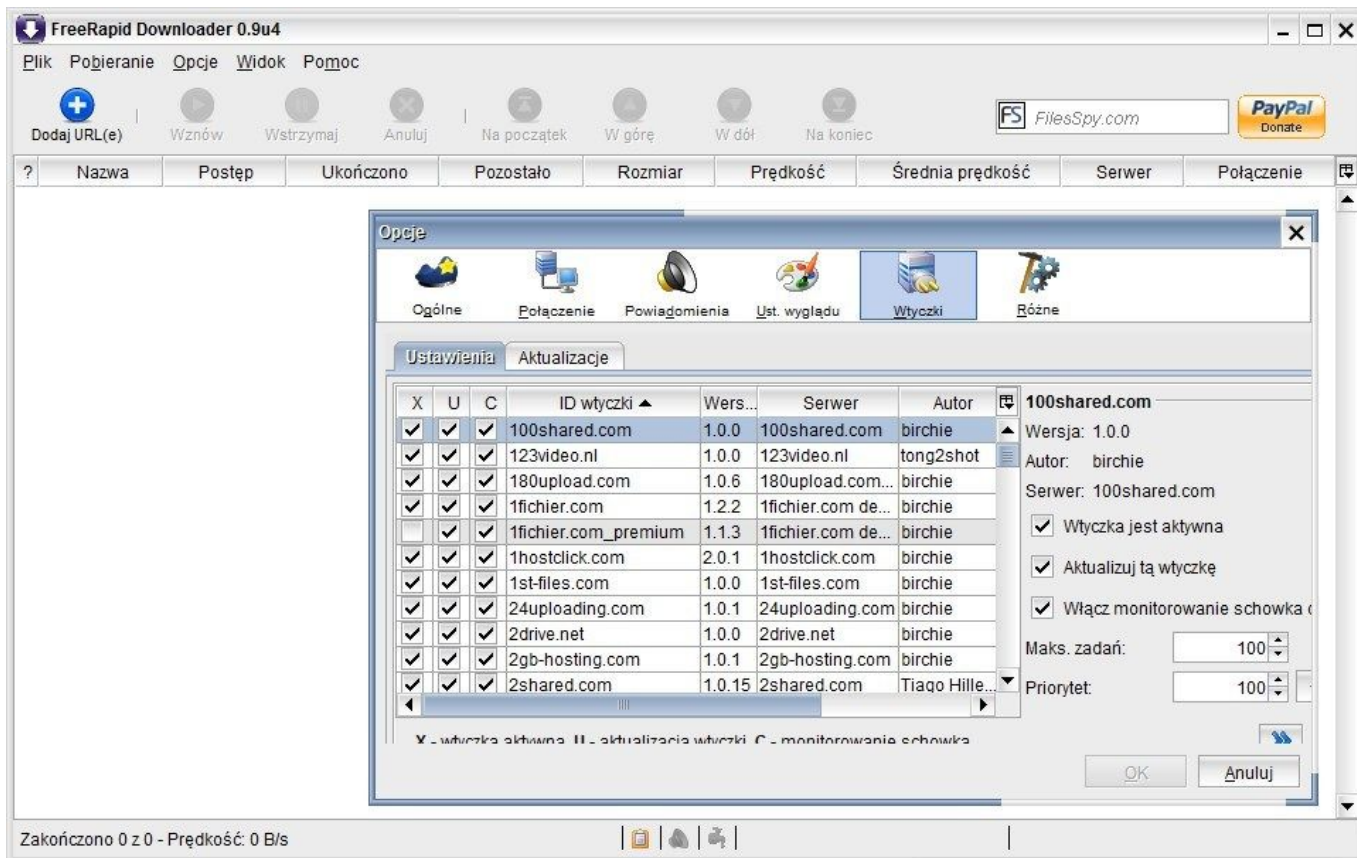 FreeRapid Downloader 0.9u4
Plik Pobieranie Opcje Widok Pomoc
Dodaj URL(e) Wznów Wstrzymaj Anuluj Na początek W górę W dół Na koniec FS FilesSpy.com PayPal
Donate
? Nazwa Postęp Ukończono Pozostało Rozmiar Prędkość Średnia prędkość Serwer Połączenie
Opcje
Ogólne Połączenie Powiadomienia Ust. wyglądu Wtyczki Różne
Ustawienia Aktualizacje
X U C ID wtyczki Wers... Serwer Autor
100shared.com 1.0.0 100shared.com birchie
123video.nl 1.0.0 123video.nl tong2shot
180upload.com 1.0.6 180upload.com... birchie
1fichier.com 1.2.2 1fichier.com de... birchie
1fichier.com_premium 1.1.3 1fichier.com de... birchie
1hostclick.com 2.0.1 1hostclick.com birchie
1st-files.com 1.0.0 1st-files.com birchie
24uploading.com 1.0.1 24uploading.com birchie
2drive.net 1.0.0 2drive.net birchie
2gb-hosting.com 1.0.1 2gb-hosting.com birchie
2shared.com 1.0.15 2shared.com Tiago Hille...
100shared.com
Wersja: 1.0.0
Autor: birchie
Serwer: 100shared.com
Wtyczka jest aktywna
Aktualizuj tą wtyczkę
Włącz monitorowanie schowka
Maks. zadań: 100
Priorytet: 100
X - wtyczka aktywna, U - aktualizacja wtyczki, C - monitorowanie schowka
OK Anuluj
Zakończono 0 z 0 - Prędkość: 0 B/s